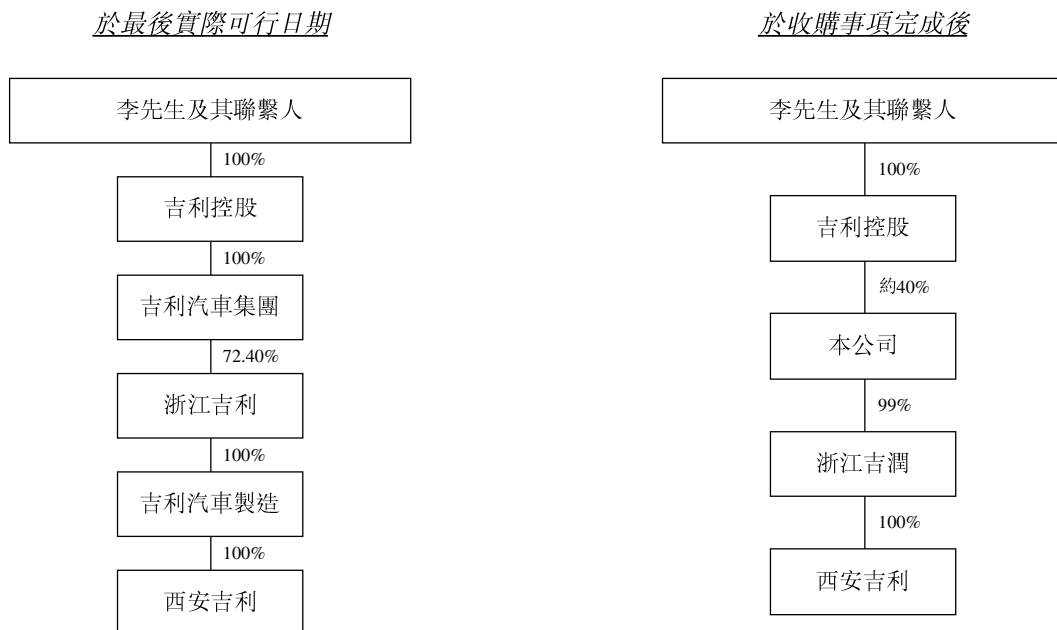 於最後實際可行日期
李先生及其聯繫人
100%
吉利控股
100%
吉利汽車集團
72.40%
浙江吉利
100%
吉利汽車製造
100%
西安吉利
於收購事項完成後
李先生及其聯繫人
100%
吉利控股
約40%
本公司
99%
浙江吉潤
100%
西安吉利